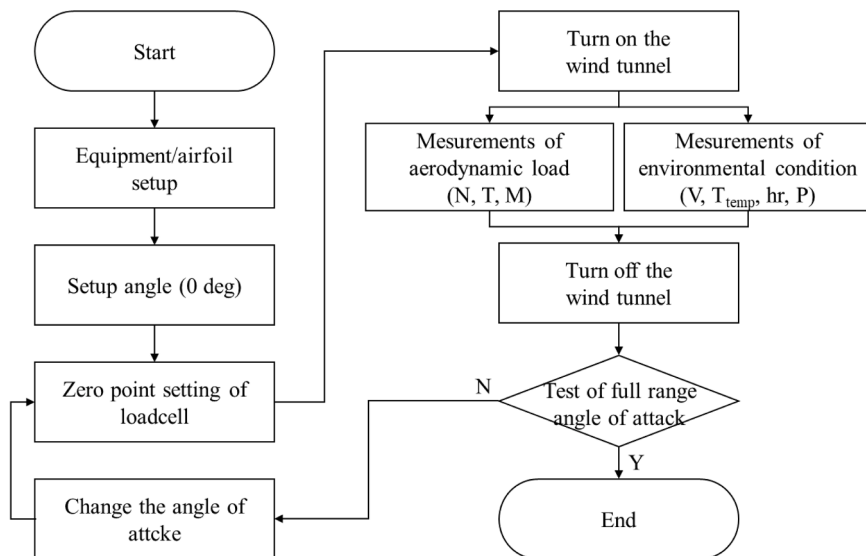 Start
Equipment/airfoil
setup
Setup angle (0 deg)
Zero point setting of
loadcell
Change the angle of
attcke
Turn on the
wind tunnel
Mesurements of
aerodynamic load
(N, T, M)
Mesurements of
environmental condition
(V, T_temp, hr, P)
Turn off the
wind tunnel
Test of full range
angle of attack
N
Y
End